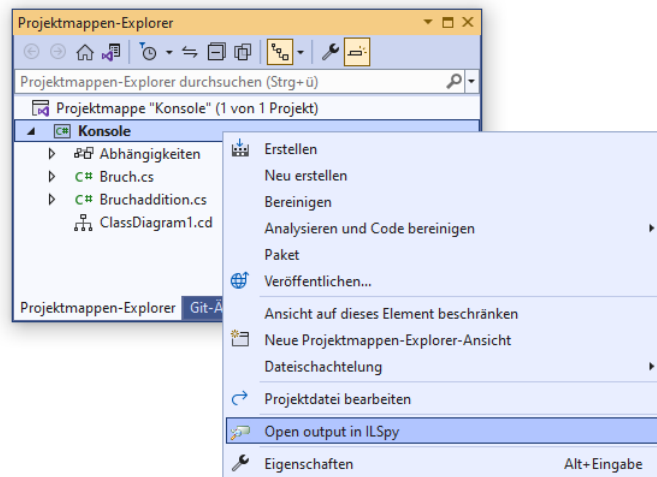 Projektmappen-Explorer
Projektmappen-Explorer durchsuchen (Strg+ü)
Projektmappe "Konsole" (1 von 1 Projekt)
C# Konsole
Abhängigkeiten
C# Bruch.cs
C# Bruchaddition.cs
ClassDiagram1.cd
Projektmappen-Explorer Git-Ä
Erstellen
Neu erstellen
Bereinigen
Analysieren und Code bereinigen
Paket
Veröffentlichen...
Ansicht auf dieses Element beschränken
Neue Projektmappen-Explorer-Ansicht
Dateischachtelung
Projektdatei bearbeiten
Open output in ILSpy
Eigenschaften Alt+Eingabe